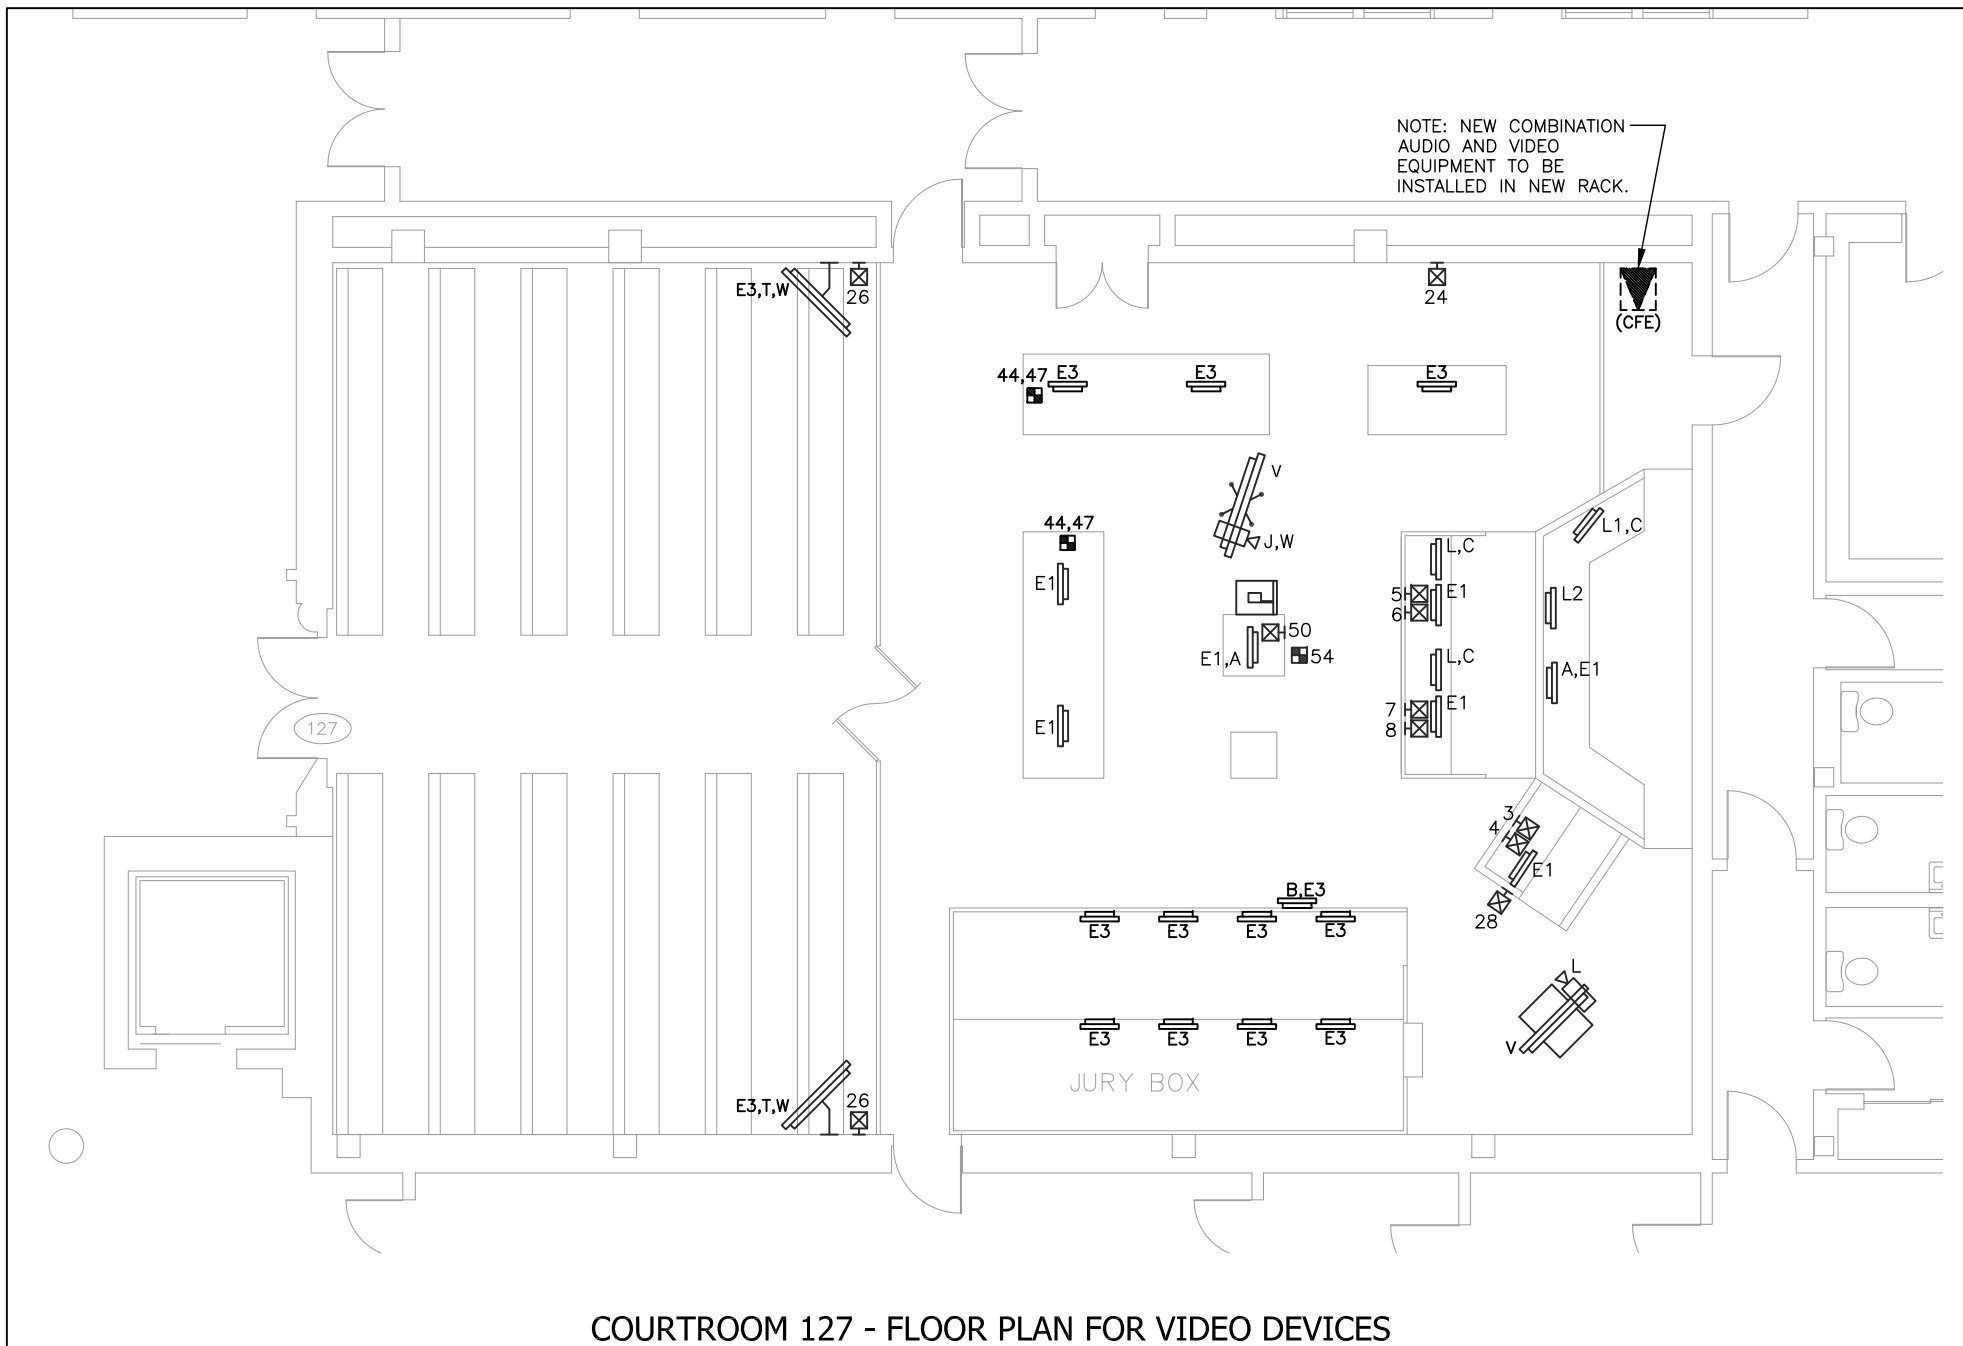 NOTE: NEW COMBINATION
AUDIO AND VIDEO
EQUIPMENT TO BE
INSTALLED IN NEW RACK.
E3,T,W
26
24
(CFE)
44,47
E3
E3
E3
V
44,47
J,W
L1,C
L,C
E1
5
E1
L2
6
50
E1,A
54
L,C
A,E1
E1
7
8
E1
127
3
4
E1
B,E3
28
E3
E3
E3
E3
L
E3
E3
E3
E3
V
JURY BOX
E3,T,W
26
COURTROOM 127 - FLOOR PLAN FOR VIDEO DEVICES